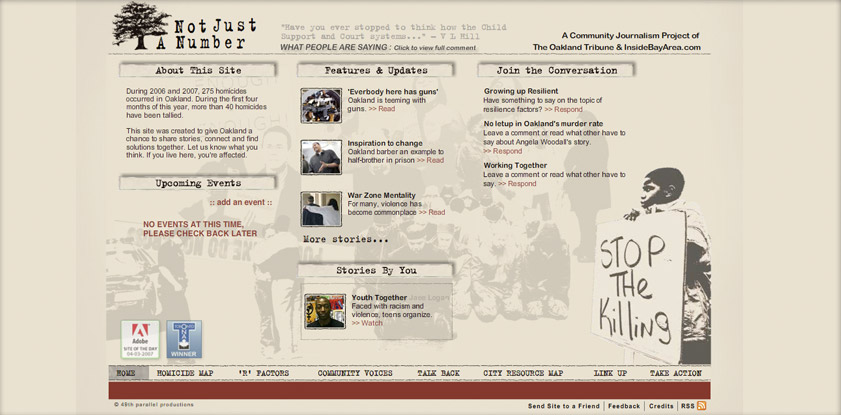 Not Just
A Number
"Have you ever stopped to think how the Child
Support and Court systems..." — V L Hill
WHAT PEOPLE ARE SAYING : Click to view full comment
A Community Journalism Project of
The Oakland Tribune & InsideBayArea.com
About This Site
During 2006 and 2007, 275 homicides
occurred in Oakland. During the first four
months of this year, more than 40 homicides
have been talked.
This site was created to give Oakland a
chance to share stories, connect and find
solutions together. Let us know what you
think. If you live here, you're affected.
Upcoming Events
:: add an event ::
NO EVENTS AT THIS TIME,
PLEASE CHECK BACK LATER
Adobe
SITE OF THE DAY
04-03-2007
WINNER
Features & Updates
'Everbody here has guns'
Oakland is teeming with
guns. >> Read
Inspiration to change
Oakland barber an example to
half-brother in prison >> Read
War Zone Mentality
For many, violence has
become commonplace >> Read
More stories...
Stories By You
Youth Together
Faced with racism and
violence, teens organize.
>> Watch
Join the Conversation
Growing up Resilient
Have something to say on the topic of
resilience factors? >> Respond
No letup in Oakland's murder rate
Leave a comment or read what other have to
say about Angela Woodall's story.
>> Respond
Working Together
Leave a comment or read what other have to
say. >> Respond
STOP
THE
Killing
HOME HOMICIDE MAP 'R' FACTORS COMMUNITY VOICES TALK BACK CITY RESOURCE MAP LINK UP TAKE ACTION
© 49th parallel productions
Send Site to a Friend | Feedback | Credits | RSS